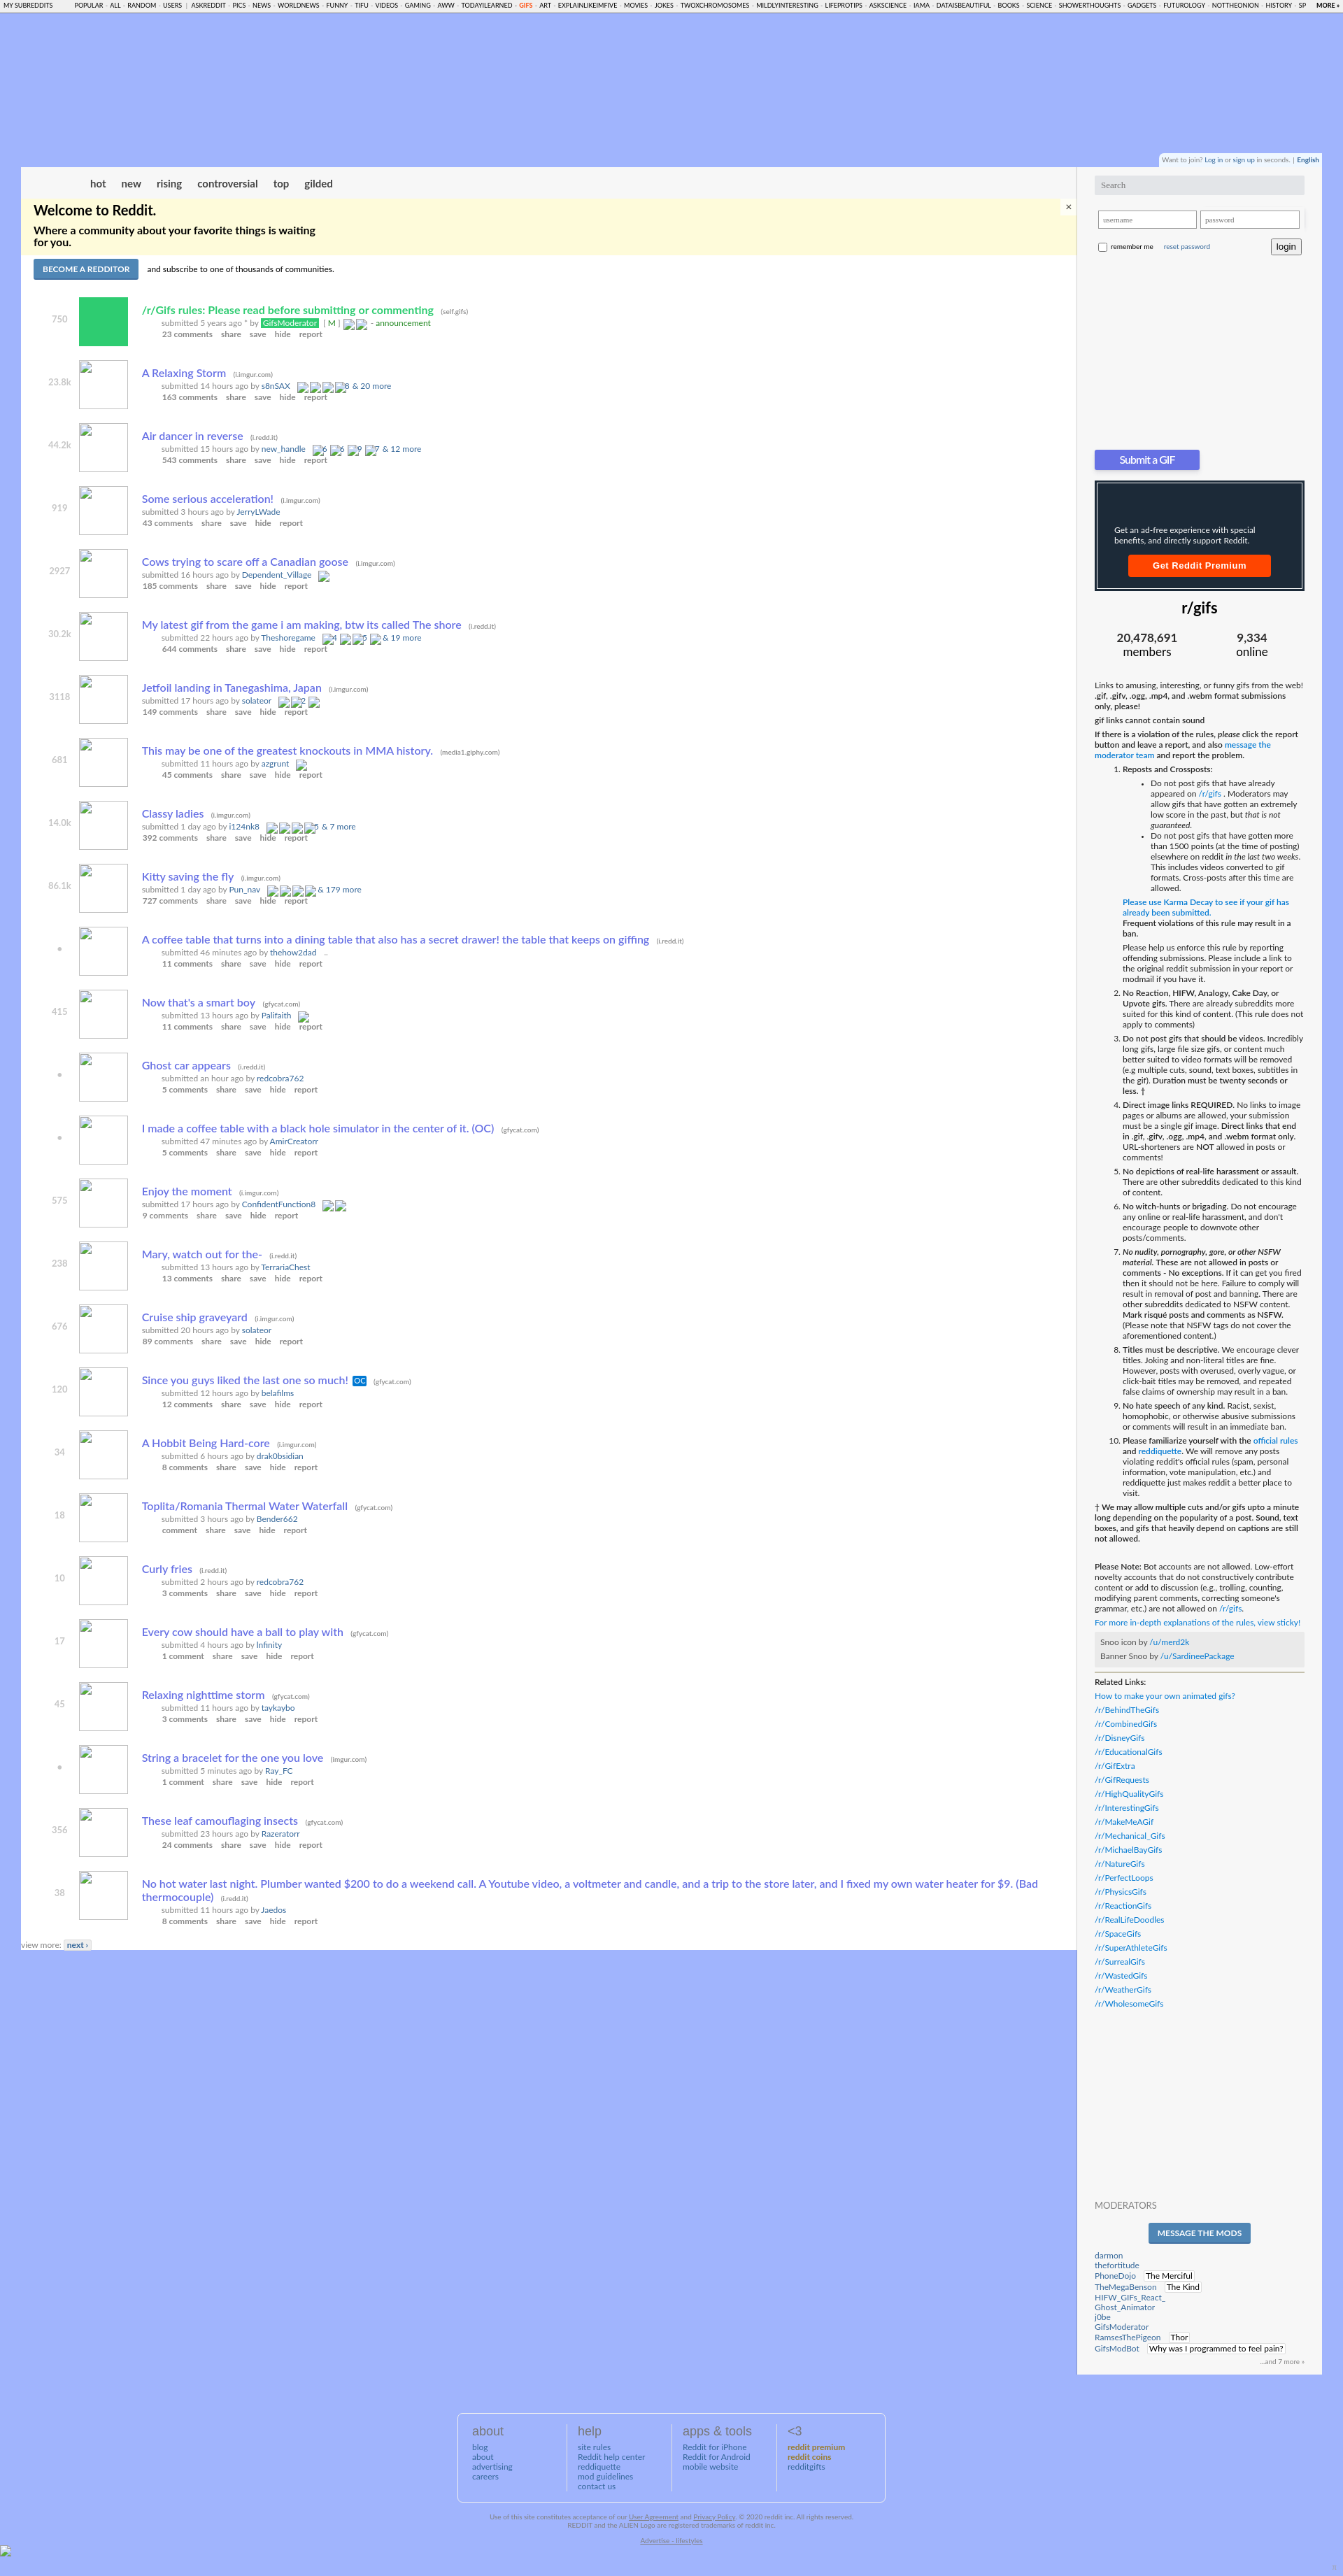 MY SUBREDDITS POPULAR - ALL - RANDOM - USERS | ASKREDDIT - PICS - NEWS - WORLDNEWS - FUNNY - TIFU - VIDEOS - GAMING - AWW - TODAYILEARNED - GIFS - ART - EXPLAINLIKEIMFIVE - MOVIES - JOKES - TWOXCHROMOSOMES - MILDLYINTERESTING - LIFEPROTIPS - ASKSCIENCE - IAMA - DATAISBEAUTIFUL - BOOKS - SCIENCE - SHOWERTHOUGHTS - GADGETS - FUTUROLOGY - NOTTHEONION - HISTORY - SP MORE »
Want to join? Log in or sign up in seconds. | English
hot new rising controversial top gilded
Welcome to Reddit.
Where a community about your favorite things is waiting
for you.
×
BECOME A REDDITOR and subscribe to one of thousands of communities.
750
/r/Gifs rules: Please read before submitting or commenting (self.gifs)
submitted 5 years ago * by GifsModerator [ M ] - announcement
23 comments share save hide report
23.8k
A Relaxing Storm (i.imgur.com)
submitted 14 hours ago by s8nSAX 8 & 20 more
163 comments share save hide report
44.2k
Air dancer in reverse (i.redd.it)
submitted 15 hours ago by new_handle 6 6 9 7 & 12 more
543 comments share save hide report
919
Some serious acceleration! (i.imgur.com)
submitted 3 hours ago by JerryLWade
43 comments share save hide report
2927
Cows trying to scare off a Canadian goose (i.imgur.com)
submitted 16 hours ago by Dependent_Village
185 comments share save hide report
30.2k
My latest gif from the game i am making, btw its called The shore (i.redd.it)
submitted 22 hours ago by Theshoregame 4 5 & 19 more
644 comments share save hide report
3118
Jetfoil landing in Tanegashima, Japan (i.imgur.com)
submitted 17 hours ago by solateor 2
149 comments share save hide report
681
This may be one of the greatest knockouts in MMA history. (media1.giphy.com)
submitted 11 hours ago by azgrunt
45 comments share save hide report
14.0k
Classy ladies (i.imgur.com)
submitted 1 day ago by i124nk8 5 & 7 more
392 comments share save hide report
86.1k
Kitty saving the fly (i.imgur.com)
submitted 1 day ago by Pun_nav & 179 more
727 comments share save hide report
•
A coffee table that turns into a dining table that also has a secret drawer! the table that keeps on giffing (i.redd.it)
submitted 46 minutes ago by thehow2dad ..
11 comments share save hide report
415
Now that's a smart boy (gfycat.com)
submitted 13 hours ago by Palifaith
11 comments share save hide report
•
Ghost car appears (i.redd.it)
submitted an hour ago by redcobra762
5 comments share save hide report
•
I made a coffee table with a black hole simulator in the center of it. (OC) (gfycat.com)
submitted 47 minutes ago by AmirCreatorr
5 comments share save hide report
575
Enjoy the moment (i.imgur.com)
submitted 17 hours ago by ConfidentFunction8
9 comments share save hide report
238
Mary, watch out for the- (i.redd.it)
submitted 13 hours ago by TerrariaChest
13 comments share save hide report
676
Cruise ship graveyard (i.imgur.com)
submitted 20 hours ago by solateor
89 comments share save hide report
120
Since you guys liked the last one so much! OC (gfycat.com)
submitted 12 hours ago by belafilms
12 comments share save hide report
34
A Hobbit Being Hard-core (i.imgur.com)
submitted 6 hours ago by drak0bsidian
8 comments share save hide report
18
Toplita/Romania Thermal Water Waterfall (gfycat.com)
submitted 3 hours ago by Bender662
comment share save hide report
10
Curly fries (i.redd.it)
submitted 2 hours ago by redcobra762
3 comments share save hide report
17
Every cow should have a ball to play with (gfycat.com)
submitted 4 hours ago by lnfinity
1 comment share save hide report
45
Relaxing nighttime storm (gfycat.com)
submitted 11 hours ago by taykaybo
3 comments share save hide report
•
String a bracelet for the one you love (imgur.com)
submitted 5 minutes ago by Ray_FC
1 comment share save hide report
356
These leaf camouflaging insects (gfycat.com)
submitted 23 hours ago by Razeratorr
24 comments share save hide report
38
No hot water last night. Plumber wanted $200 to do a weekend call. A Youtube video, a voltmeter and candle, and a trip to the store later, and I fixed my own water heater for $9. (Bad
thermocouple) (i.redd.it)
submitted 11 hours ago by Jaedos
8 comments share save hide report
view more: next ›
Search
username password
remember me reset password login
Submit a GIF
Get an ad-free experience with special
benefits, and directly support Reddit.
Get Reddit Premium
r/gifs
20,478,691 9,334
members online
Links to amusing, interesting, or funny gifs from the web!
.gif, .gifv, .ogg, .mp4, and .webm format submissions
only, please!
gif links cannot contain sound
If there is a violation of the rules, please click the report
button and leave a report, and also message the
moderator team and report the problem.
1. Reposts and Crossposts:
• Do not post gifs that have already
appeared on /r/gifs . Moderators may
allow gifs that have gotten an extremely
low score in the past, but that is not
guaranteed.
• Do not post gifs that have gotten more
than 1500 points (at the time of posting)
elsewhere on reddit in the last two weeks.
This includes videos converted to gif
formats. Cross-posts after this time are
allowed.
Please use Karma Decay to see if your gif has
already been submitted.
Frequent violations of this rule may result in a
ban.
Please help us enforce this rule by reporting
offending submissions. Please include a link to
the original reddit submission in your report or
modmail if you have it.
2. No Reaction, HIFW, Analogy, Cake Day, or
Upvote gifs. There are already subreddits more
suited for this kind of content. (This rule does not
apply to comments)
3. Do not post gifs that should be videos. Incredibly
long gifs, large file size gifs, or content much
better suited to video formats will be removed
(e.g multiple cuts, sound, text boxes, subtitles in
the gif). Duration must be twenty seconds or
less. †
4. Direct image links REQUIRED. No links to image
pages or albums are allowed, your submission
must be a single gif image. Direct links that end
in .gif, .gifv, .ogg, .mp4, and .webm format only.
URL-shorteners are NOT allowed in posts or
comments!
5. No depictions of real-life harassment or assault.
There are other subreddits dedicated to this kind
of content.
6. No witch-hunts or brigading. Do not encourage
any online or real-life harassment, and don't
encourage people to downvote other
posts/comments.
7. No nudity, pornography, gore, or other NSFW
material. These are not allowed in posts or
comments - No exceptions. If it can get you fired
then it should not be here. Failure to comply will
result in removal of post and banning. There are
other subreddits dedicated to NSFW content.
Mark risqué posts and comments as NSFW.
(Please note that NSFW tags do not cover the
aforementioned content.)
8. Titles must be descriptive. We encourage clever
titles. Joking and non-literal titles are fine.
However, posts with overused, overly vague, or
click-bait titles may be removed, and repeated
false claims of ownership may result in a ban.
9. No hate speech of any kind. Racist, sexist,
homophobic, or otherwise abusive submissions
or comments will result in an immediate ban.
10. Please familiarize yourself with the official rules
and reddiquette. We will remove any posts
violating reddit's official rules (spam, personal
information, vote manipulation, etc.) and
reddiquette just makes reddit a better place to
visit.
† We may allow multiple cuts and/or gifs upto a minute
long depending on the popularity of a post. Sound, text
boxes, and gifs that heavily depend on captions are still
not allowed.
Please Note: Bot accounts are not allowed. Low-effort
novelty accounts that do not constructively contribute
content or add to discussion (e.g., trolling, counting,
modifying parent comments, correcting someone's
grammar, etc.) are not allowed on /r/gifs.
For more in-depth explanations of the rules, view sticky!
Snoo icon by /u/merd2k
Banner Snoo by /u/SardineePackage
Related Links:
How to make your own animated gifs?
/r/BehindTheGifs
/r/CombinedGifs
/r/DisneyGifs
/r/EducationalGifs
/r/GifExtra
/r/GifRequests
/r/HighQualityGifs
/r/InterestingGifs
/r/MakeMeAGif
/r/Mechanical_Gifs
/r/MichaelBayGifs
/r/NatureGifs
/r/PerfectLoops
/r/PhysicsGifs
/r/ReactionGifs
/r/RealLifeDoodles
/r/SpaceGifs
/r/SuperAthleteGifs
/r/SurrealGifs
/r/WastedGifs
/r/WeatherGifs
/r/WholesomeGifs
MODERATORS
MESSAGE THE MODS
darmon
thefortitude
PhoneDojo The Merciful
TheMegaBenson The Kind
HIFW_GIFs_React_
Ghost_Animator
j0be
GifsModerator
RamsesThePigeon Thor
GifsModBot Why was I programmed to feel pain?
...and 7 more »
about help apps & tools <3
blog site rules Reddit for iPhone reddit premium
about Reddit help center Reddit for Android reddit coins
advertising reddiquette mobile website redditgifts
careers mod guidelines
contact us
Use of this site constitutes acceptance of our User Agreement and Privacy Policy. © 2020 reddit inc. All rights reserved.
REDDIT and the ALIEN Logo are registered trademarks of reddit inc.
Advertise - lifestyles